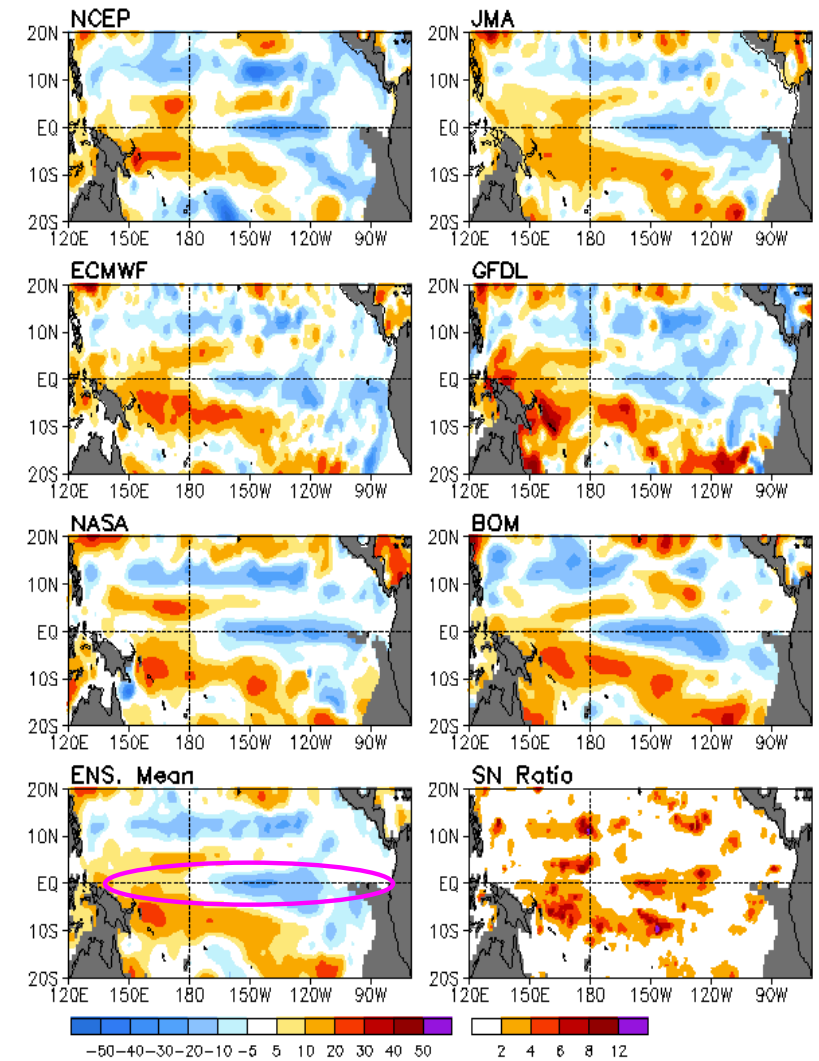 NCEP
20N
10N
EQ
10S
20S
120E 150E 180 150W 120W 90W
JMA
20N
10N
EQ
10S
20S
120E 150E 180 150W 120W 90W
ECMWF
20N
10N
EQ
10S
20S
120E 150E 180 150W 120W 90W
GFDL
20N
10N
EQ
10S
20S
120E 150E 180 150W 120W 90W
NASA
20N
10N
EQ
10S
20S
120E 150E 180 150W 120W 90W
BOM
20N
10N
EQ
10S
20S
120E 150E 180 150W 120W 90W
ENS. Mean
20N
10N
EQ
10S
20S
120E 150E 180 150W 120W 90W
SN Ratio
20N
10N
EQ
10S
20S
120E 150E 180 150W 120W 90W
-50 -40 -30 -20 -10 -5 5 10 20 30 40 50
2 4 6 8 12